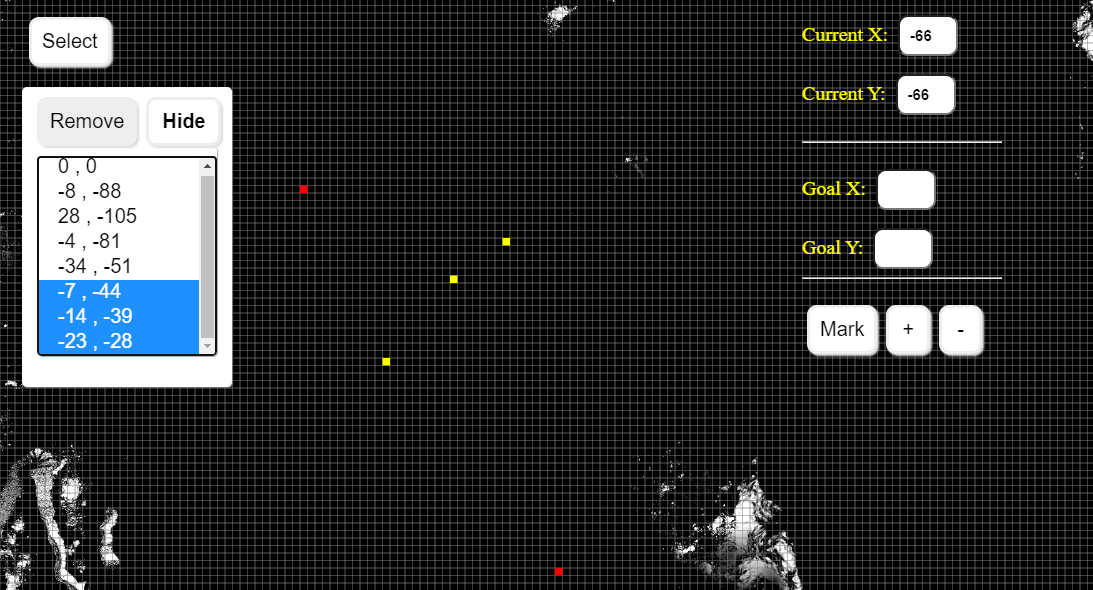 Select
Remove Hide
0 , 0
-8 , -88
28 , -105
-4 , -81
-34 , -51
-7 , -44
-14 , -39
-23 , -28
Current X: -66
Current Y: -66
Goal X:
Goal Y:
Mark + -